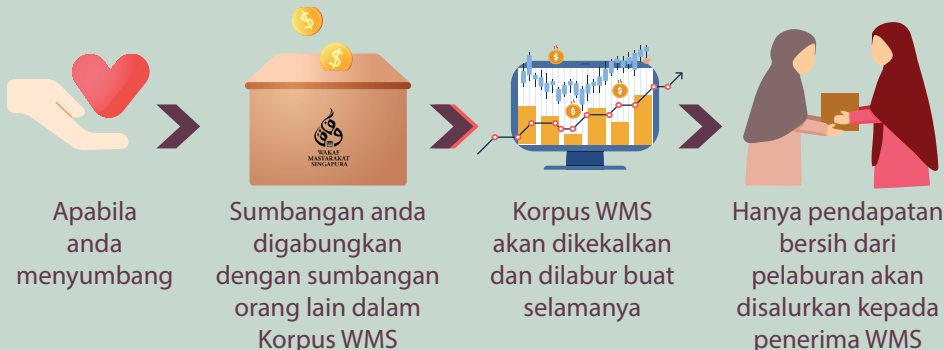 WAKAF
MASYARAKAT
SINGAPURA
Apabila
anda
menyumbang
Sumbangan anda
digabungkan
dengan sumbangan
orang lain dalam
Korpus WMS
Korpus WMS
akan dikekalkan
dan dilabur buat
selamanya
Hanya pendapatan
bersih dari
pelaburan akan
disalurkan kepada
penerima WMS